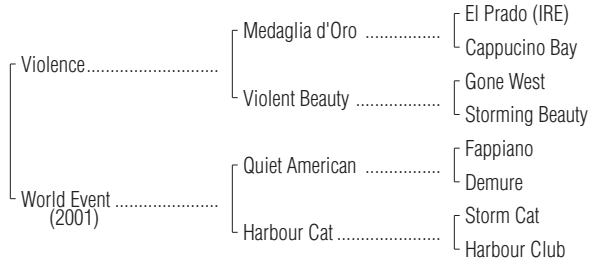 El Prado (IRE)
Medaglia d'Oro ..................
Cappucino Bay
Violence...........................
Gone West
Violent Beauty ....................
Storming Beauty
Fappiano
Quiet American ..................
Demure
World Event .....................
(2001)
Storm Cat
Harbour Cat .......................
Harbour Club